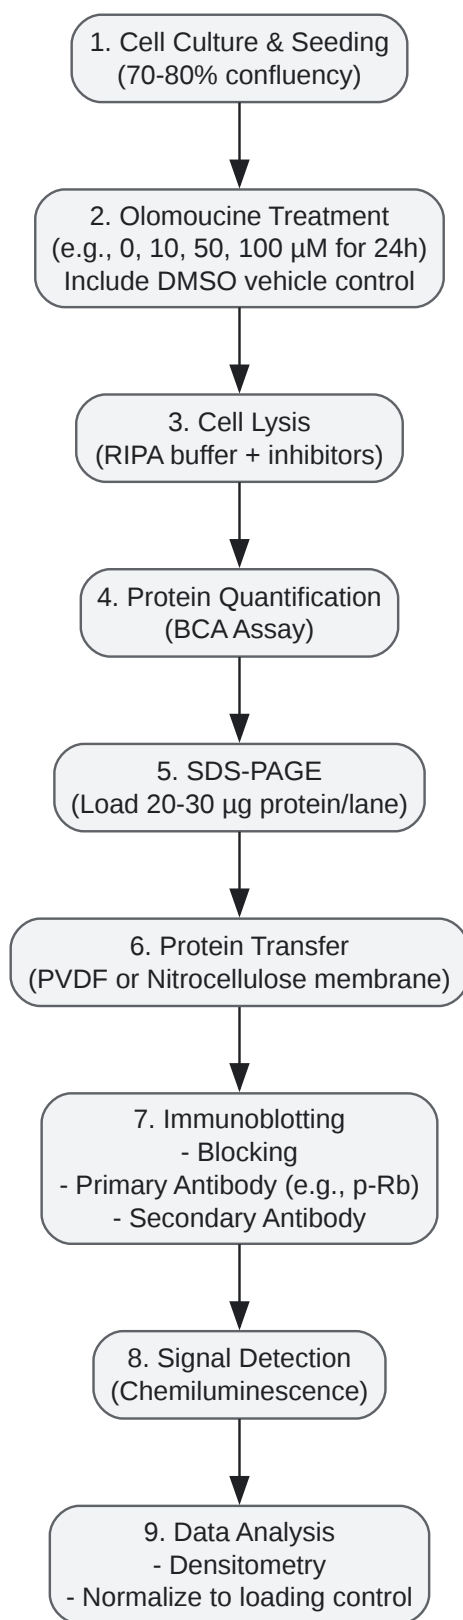 1. Cell Culture & Seeding
(70-80% confluency)
2. Olomoucine Treatment
(e.g., 0, 10, 50, 100 µM for 24h)
Include DMSO vehicle control
3. Cell Lysis
(RIPA buffer + inhibitors)
4. Protein Quantification
(BCA Assay)
5. SDS-PAGE
(Load 20-30 µg protein/lane)
6. Protein Transfer
(PVDF or Nitrocellulose membrane)
7. Immunoblotting
- Blocking
- Primary Antibody (e.g., p-Rb)
- Secondary Antibody
8. Signal Detection
(Chemiluminescence)
9. Data Analysis
- Densitometry
- Normalize to loading control